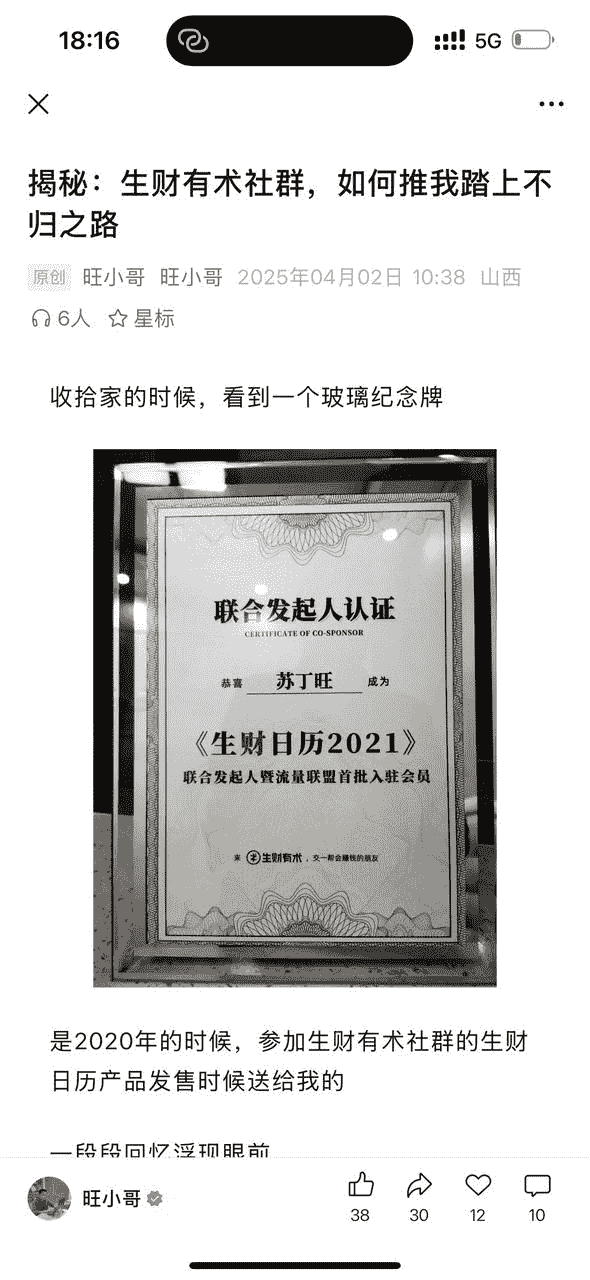 18:16
5G
揭秘：生财有术社群，如何推我踏上不
归之路
原创 旺小哥 旺小哥 2025年04月02日 10:38 山西
6人 星标
收拾家的时候，看到一个玻璃纪念牌
联合发起人认证
CERTIFICATE OF CO-SPONSOR
恭喜 苏丁旺 成为
《生财日历2021》
联合发起人暨流量联盟首批入驻会员
来 生财有术，交一帮会赚钱的朋友
是2020年的时候，参加生财有术社群的生财
日历产品发售时候送给我的
一段段回忆浮现眼前
旺小哥
38 30 12 10